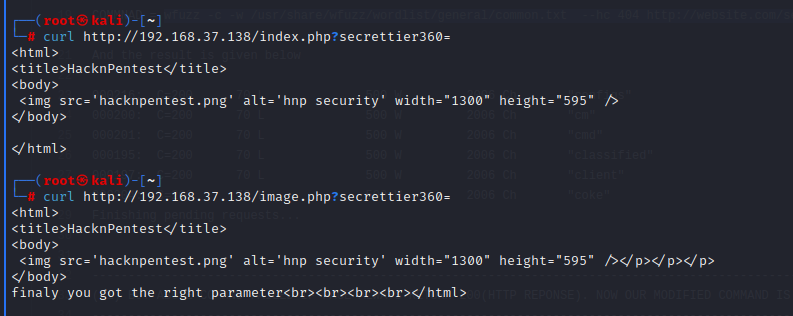 ┌──(root㉿kali)-[~]
└─# curl http://192.168.37.138/index.php?secrettier360=
<html>
<title>HacknPentest</title>
<body>
 <img src='hacknpentest.png' alt='hnp security' width="1300" height="595" />
</body>
</html>
┌──(root㉿kali)-[~]
└─# curl http://192.168.37.138/image.php?secrettier360=
<html>
<title>HacknPentest</title>
<body>
 <img src='hacknpentest.png' alt='hnp security' width="1300" height="595" /></p></p></p>
</body>
finaly you got the right parameter<br><br><br><br></html>